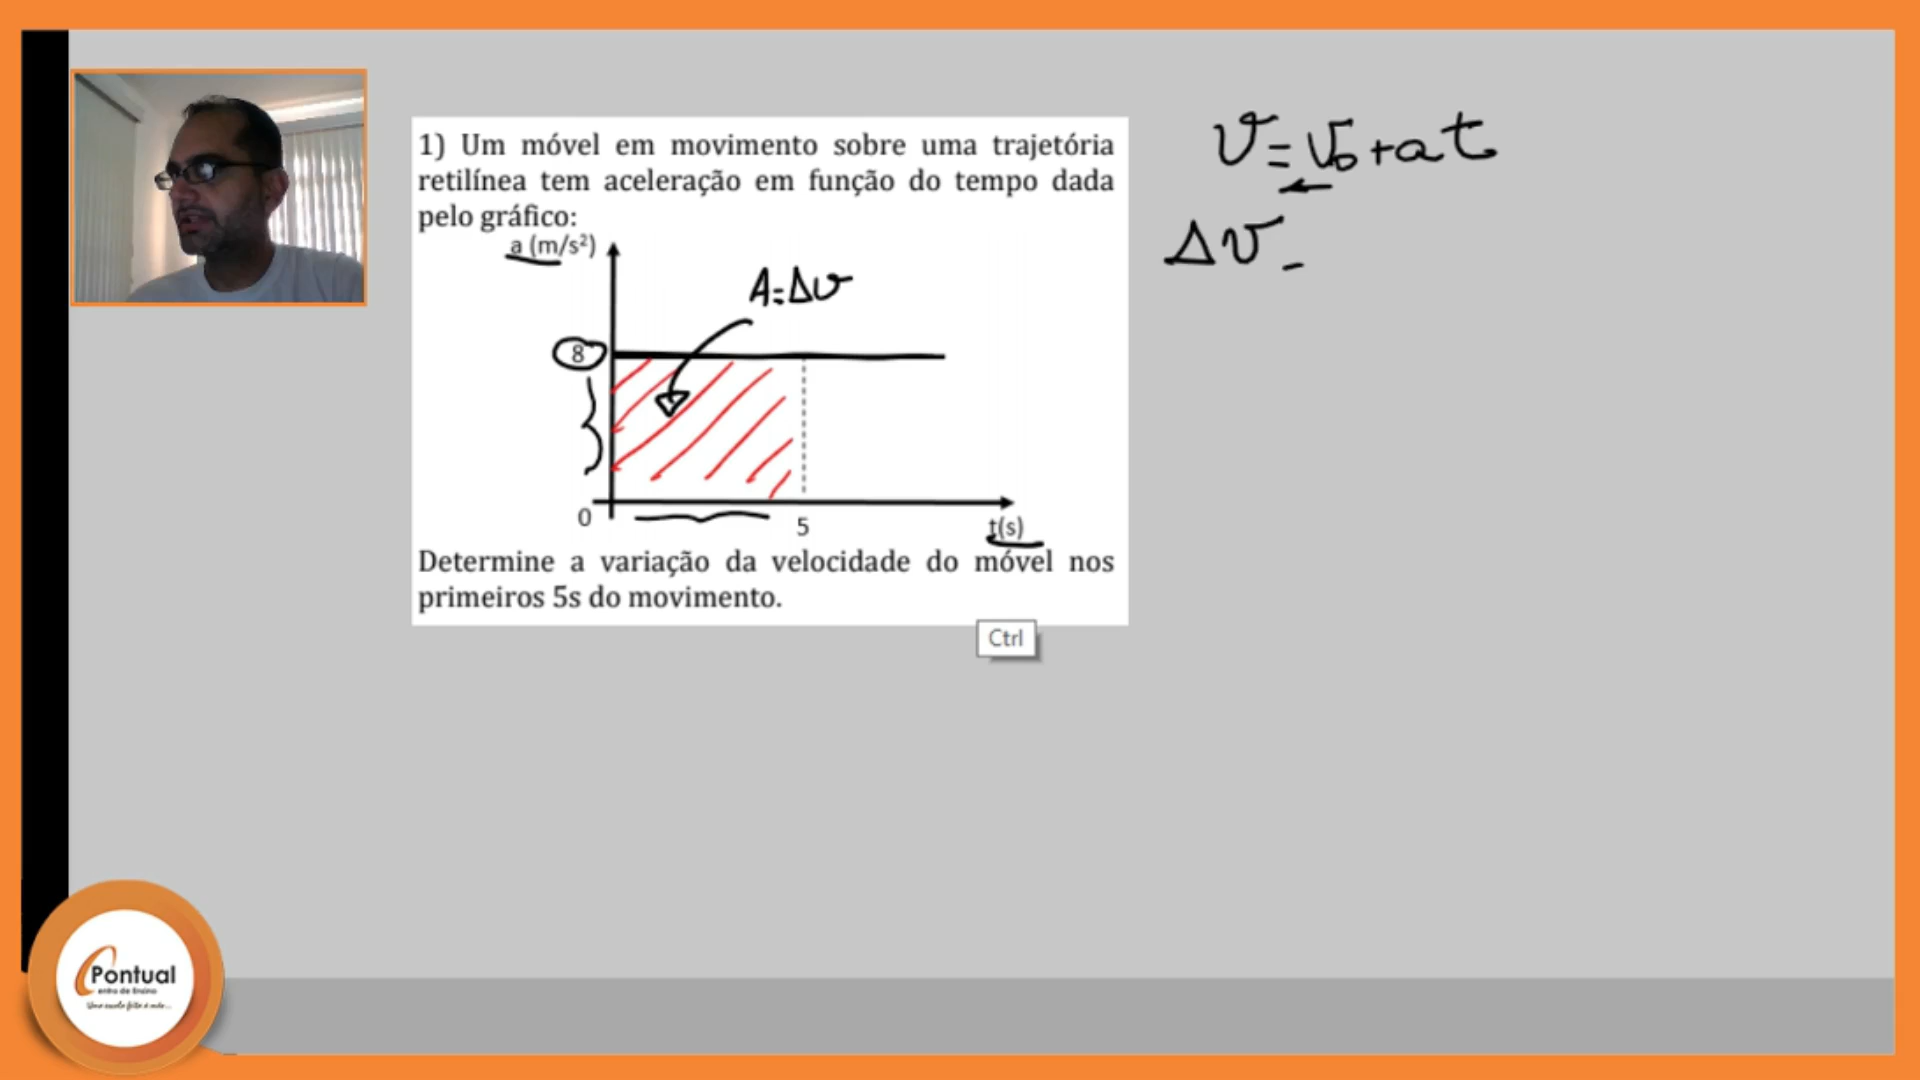 1) Um móvel em movimento sobre uma trajetória
retilínea tem aceleração em função do tempo dada
pelo gráfico:
a (m/s²)
A=Δv
8
0
5
t(s)
Determine a variação da velocidade do móvel nos
primeiros 5s do movimento.
Ctrl
v=v₀+at
Δv
Pontual